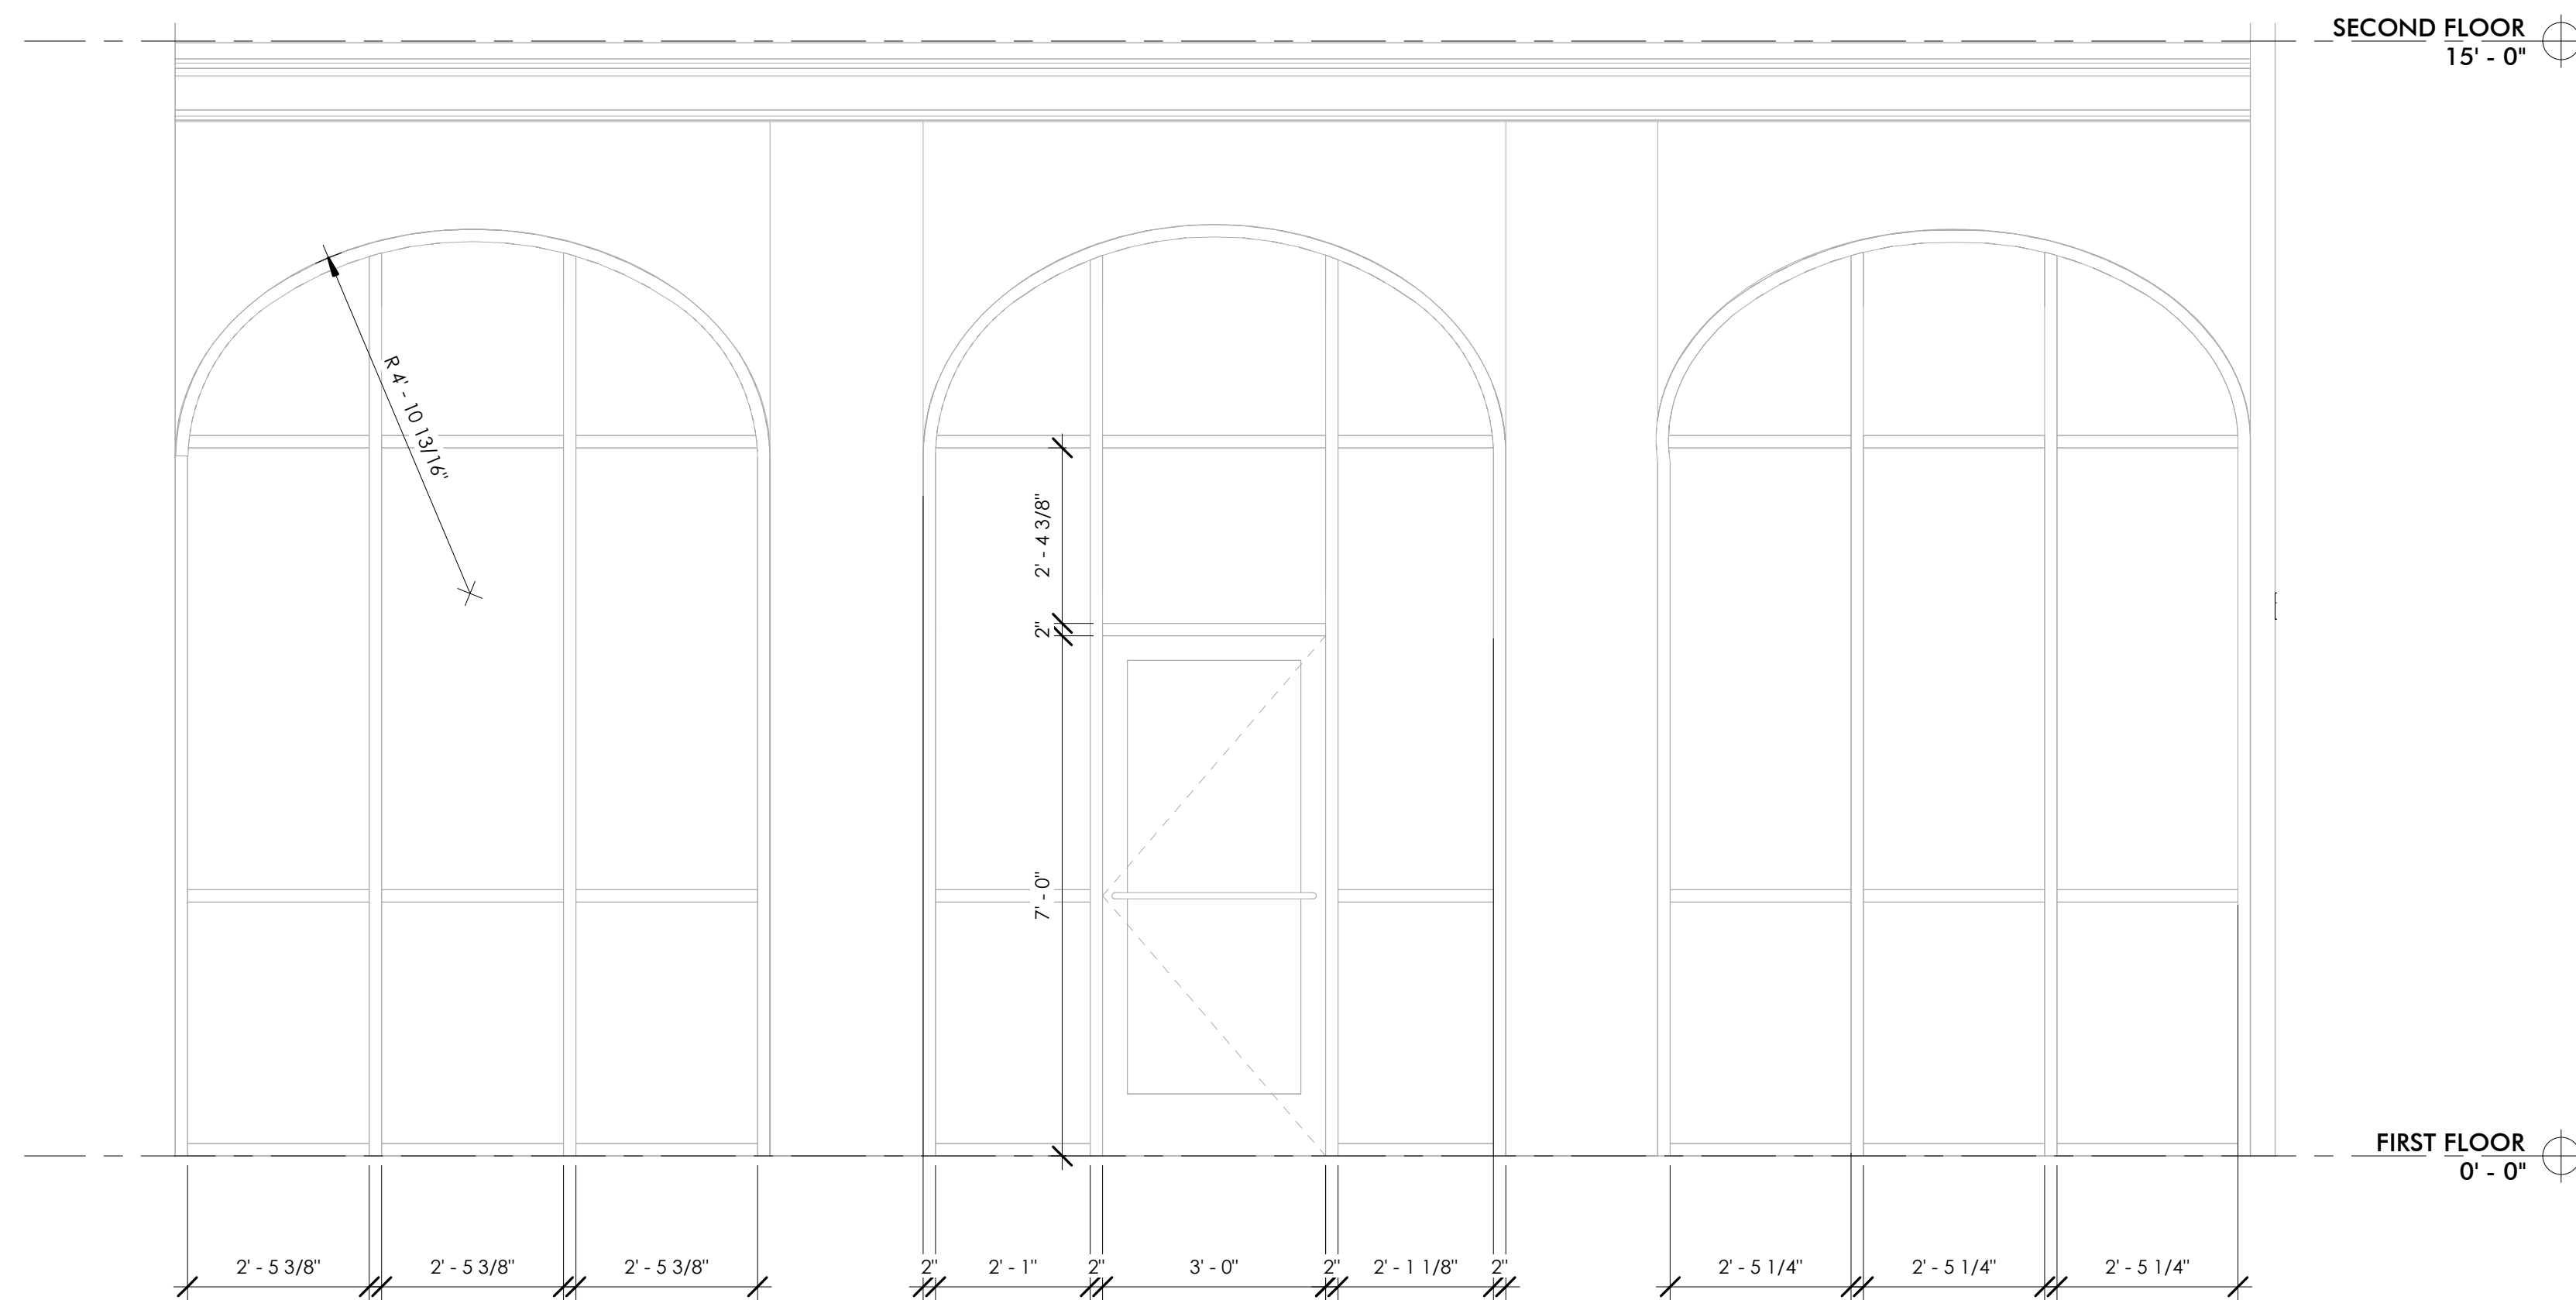 SECOND FLOOR
15' - 0"
R 4' - 10 13/16"
2' - 4 3/8"
2"
7' - 0"
FIRST FLOOR
0' - 0"
2' - 5 3/8" 2' - 5 3/8" 2' - 5 3/8" 2" 2' - 1" 2" 3' - 0" 2" 2' - 1 1/8" 2" 2' - 5 1/4" 2' - 5 1/4" 2' - 5 1/4"